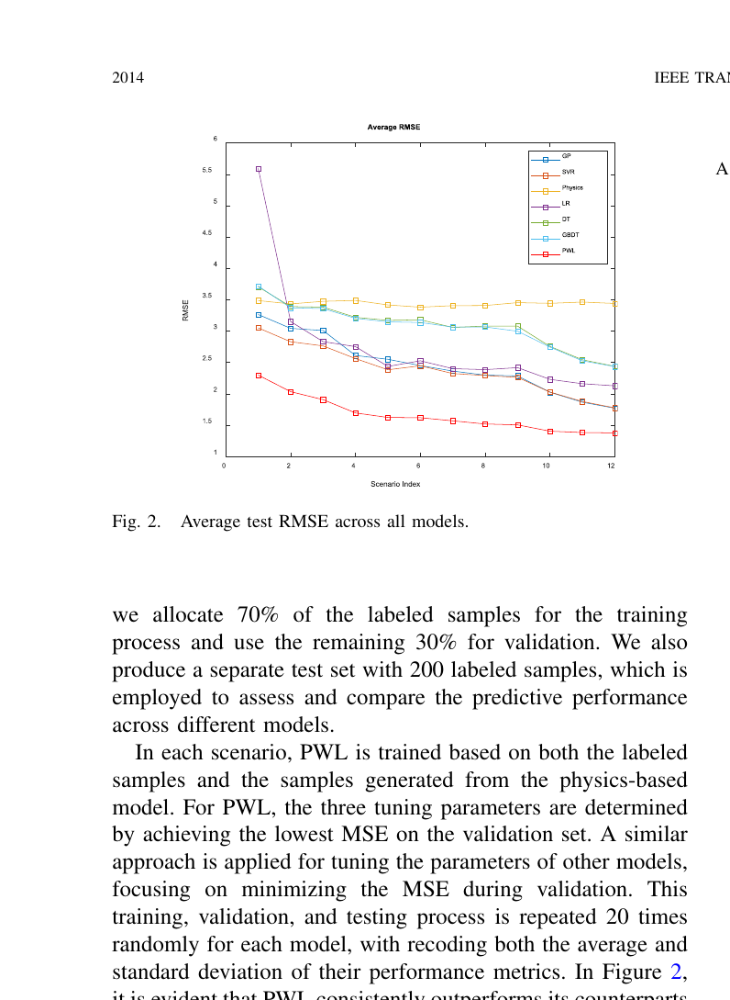 2014
IEEE TRAN
Average RMSE
6
5.5
5
4.5
4
3.5
3
2.5
2
1.5
1
RMSE
0 2 4 6 8 10 12
Scenario Index
GP
SVR
Physics
LR
DT
GBDT
PWL
A
Fig. 2. Average test RMSE across all models.
we allocate 70% of the labeled samples for the training
process and use the remaining 30% for validation. We also
produce a separate test set with 200 labeled samples, which is
employed to assess and compare the predictive performance
across different models.
In each scenario, PWL is trained based on both the labeled
samples and the samples generated from the physics-based
model. For PWL, the three tuning parameters are determined
by achieving the lowest MSE on the validation set. A similar
approach is applied for tuning the parameters of other models,
focusing on minimizing the MSE during validation. This
training, validation, and testing process is repeated 20 times
randomly for each model, with recoding both the average and
standard deviation of their performance metrics. In Figure 2,
it is evident that PWL consistently outperforms its counterparts